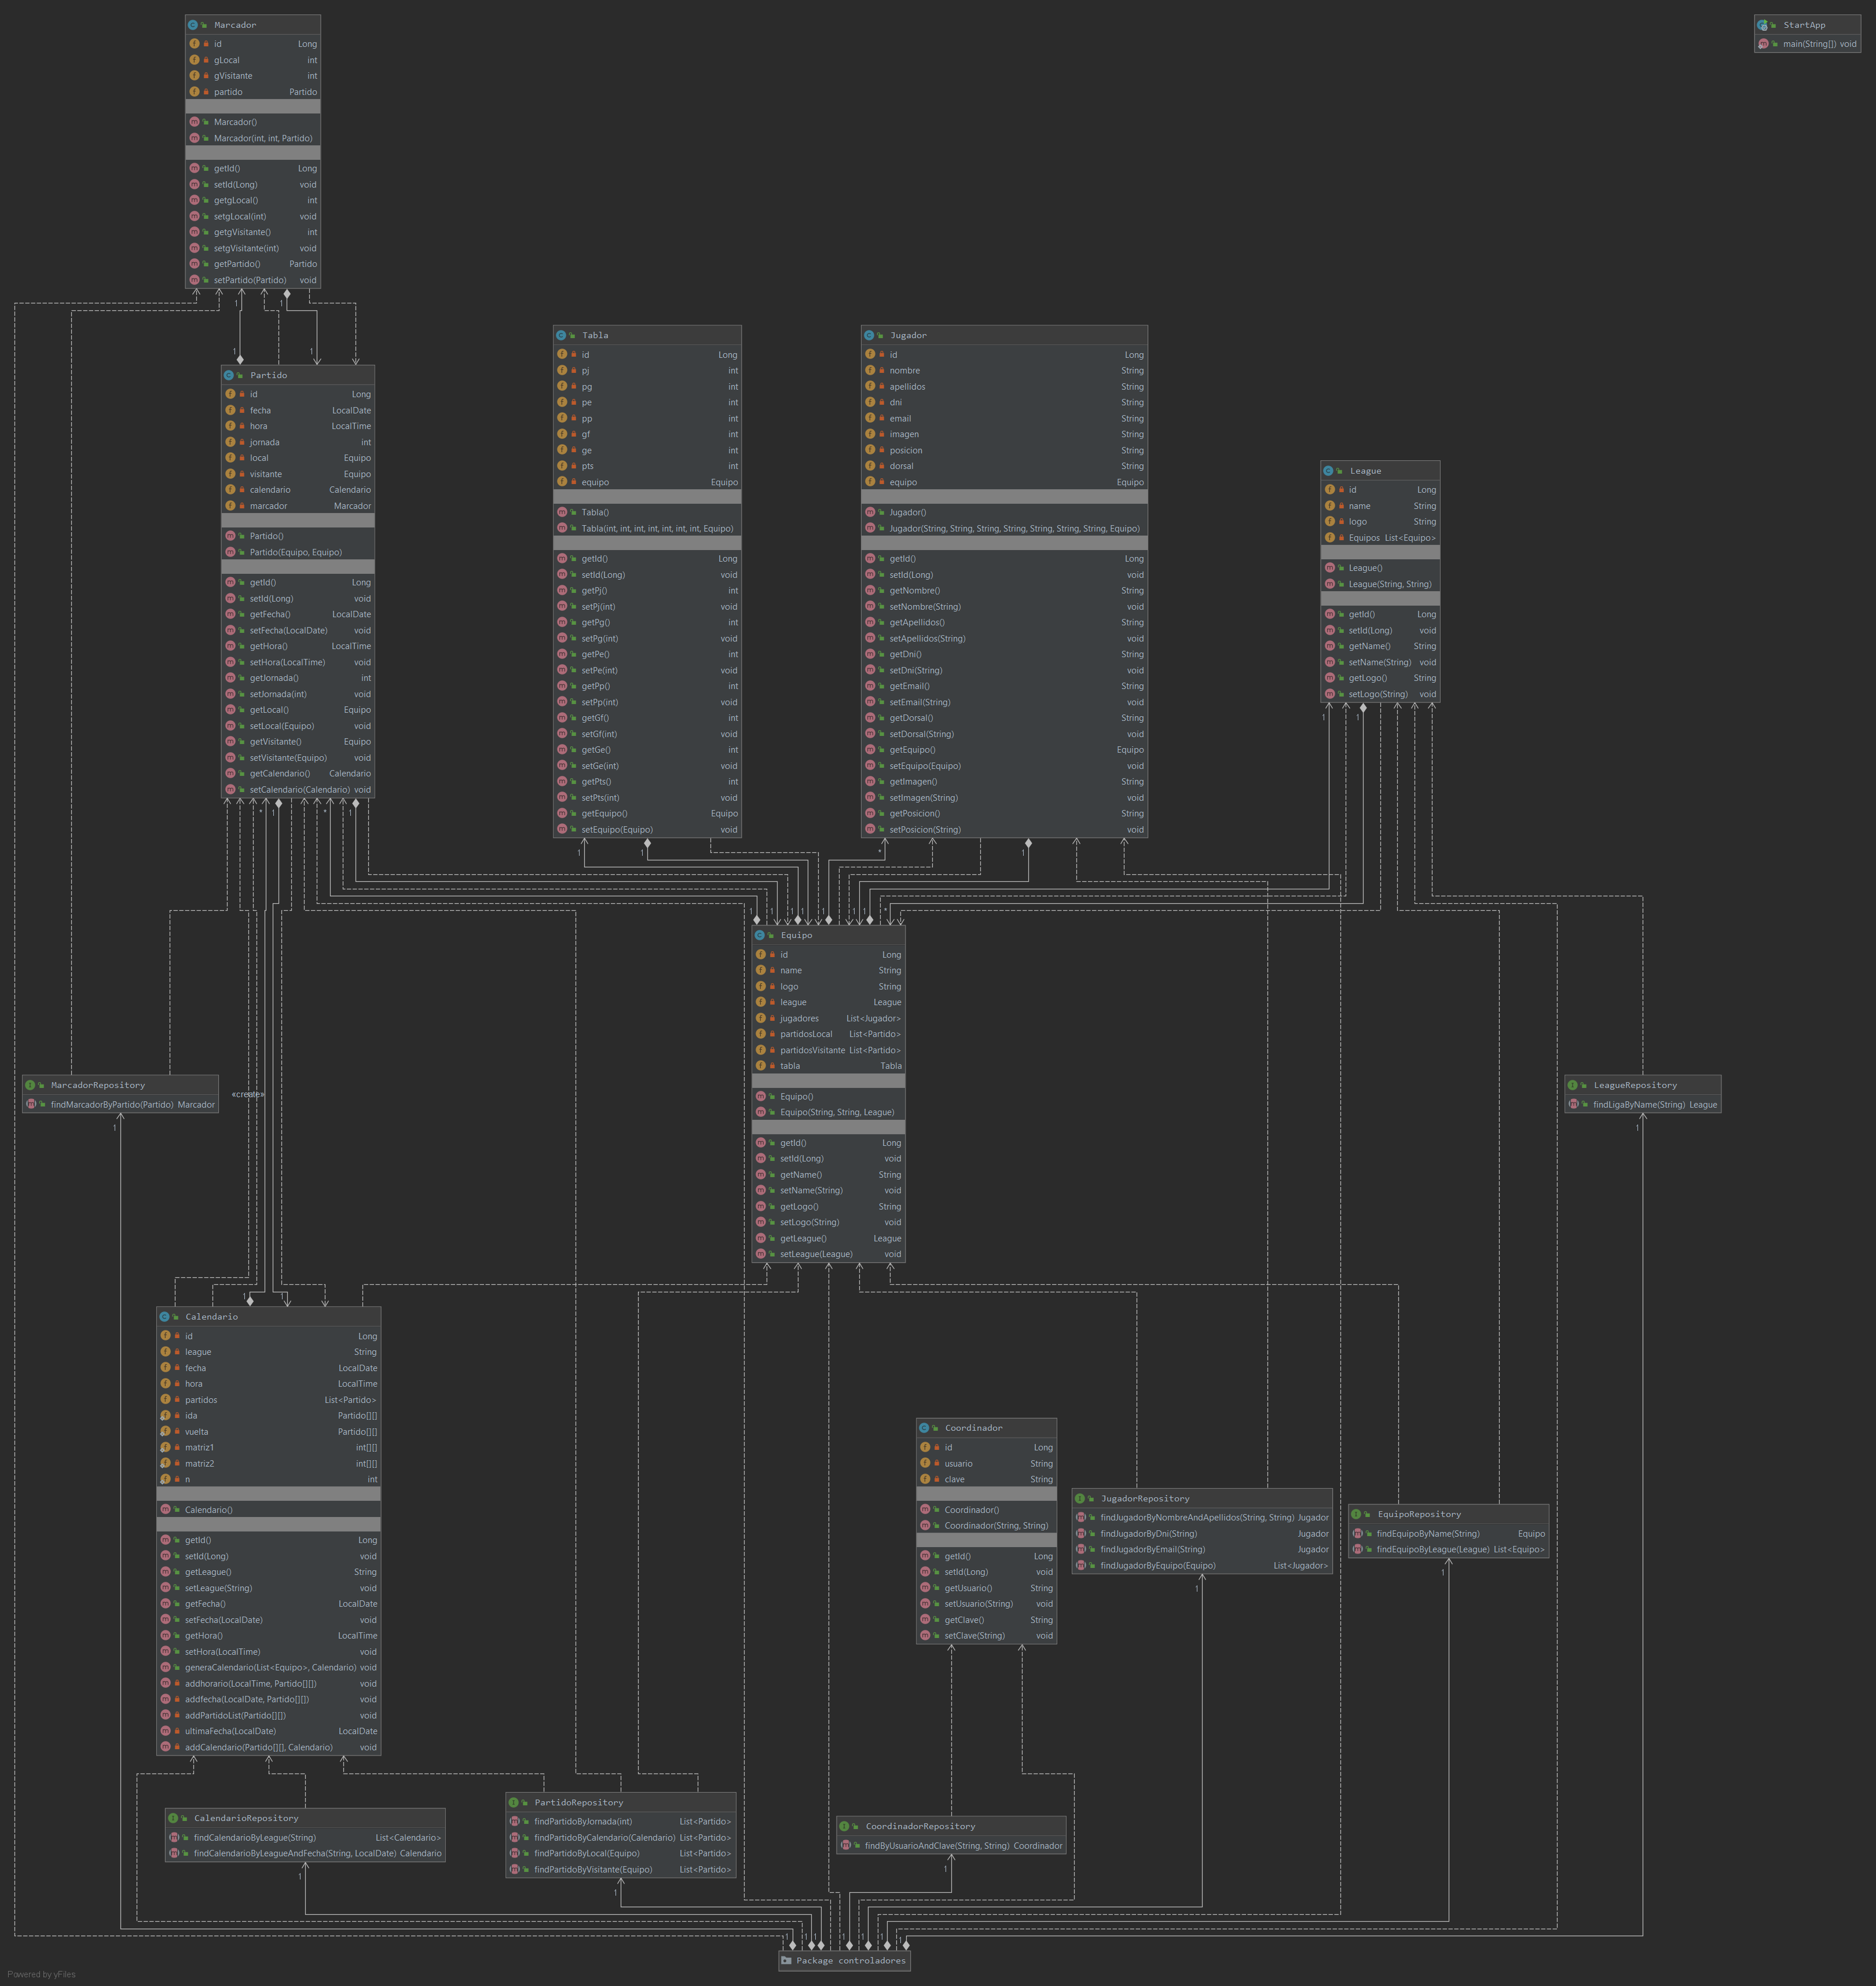 Marcador
id Long
gLocal int
gVisitante int
partido Partido
Marcador()
Marcador(int, int, Partido)
getId() Long
setId(Long) void
getgLocal() int
setgLocal(int) void
getgVisitante() int
setgVisitante(int) void
getPartido() Partido
setPartido(Partido) void
StartApp
main(String[]) void
Partido
id Long
fecha LocalDate
hora LocalTime
jornada int
local Equipo
visitante Equipo
calendario Calendario
marcador Marcador
Partido()
Partido(Equipo, Equipo)
getId() Long
setId(Long) void
getFecha() LocalDate
setFecha(LocalDate) void
getHora() LocalTime
setHora(LocalTime) void
getJornada() int
setJornada(int) void
getLocal() Equipo
setLocal(Equipo) void
getVisitante() Equipo
setVisitante(Equipo) void
getCalendario() Calendario
setCalendario(Calendario) void
Tabla
id Long
pj int
pg int
pe int
pp int
gf int
ge int
pts int
equipo Equipo
Tabla()
Tabla(int, int, int, int, int, int, int, Equipo)
getId() Long
setId(Long) void
getPj() int
setPj(int) void
getPg() int
setPg(int) void
getPe() int
setPe(int) void
getPp() int
setPp(int) void
getGf() int
setGf(int) void
getGe() int
setGe(int) void
getPts() int
setPts(int) void
getEquipo() Equipo
setEquipo(Equipo) void
Jugador
id Long
nombre String
apellidos String
dni String
email String
imagen String
posicion String
dorsal String
equipo Equipo
Jugador()
Jugador(String, String, String, String, String, String, String, Equipo)
getId() Long
setId(Long) void
getNombre() String
setNombre(String) void
getApellidos() String
setApellidos(String) void
getDni() String
setDni(String) void
getEmail() String
setEmail(String) void
getDorsal() String
setDorsal(String) void
getEquipo() Equipo
setEquipo(Equipo) void
getImagen() String
setImagen(String) void
getPosicion() String
setPosicion(String) void
League
id Long
name String
logo String
Equipos List<Equipo>
League()
League(String, String)
getId() Long
setId(Long) void
getName() String
setName(String) void
getLogo() String
setLogo(String) void
Equipo
id Long
name String
logo String
league League
jugadores List<Jugador>
partidosLocal List<Partido>
partidosVisitante List<Partido>
tabla Tabla
Equipo()
Equipo(String, String, League)
getId() Long
setId(Long) void
getName() String
setName(String) void
getLogo() String
setLogo(String) void
getLeague() League
setLeague(League) void
MarcadorRepository
findMarcadorByPartido(Partido) Marcador
«create»
LeagueRepository
findLigaByName(String) League
Calendario
id Long
league String
fecha LocalDate
hora LocalTime
partidos List<Partido>
ida Partido[][]
vuelta Partido[][]
matriz1 int[][]
matriz2 int[][]
n int
Calendario()
getId() Long
setId(Long) void
getLeague() String
setLeague(String) void
getFecha() LocalDate
setFecha(LocalDate) void
getHora() LocalTime
setHora(LocalTime) void
generaCalendario(List<Equipo>, Calendario) void
addhorario(LocalTime, Partido[][]) void
addfecha(LocalDate, Partido[][]) void
addPartidoList(Partido[][]) void
ultimaFecha(LocalDate) LocalDate
addCalendario(Partido[][], Calendario) void
Coordinador
id Long
usuario String
clave String
Coordinador()
Coordinador(String, String)
getId() Long
setId(Long) void
getUsuario() String
setUsuario(String) void
getClave() String
setClave(String) void
JugadorRepository
findJugadorByNombreAndApellidos(String, String) Jugador
findJugadorByDni(String) Jugador
findJugadorByEmail(String) Jugador
findJugadorByEquipo(Equipo) List<Jugador>
EquipoRepository
findEquipoByName(String) Equipo
findEquipoByLeague(League) List<Equipo>
CalendarioRepository
findCalendarioByLeague(String) List<Calendario>
findCalendarioByLeagueAndFecha(String, LocalDate) Calendario
PartidoRepository
findPartidoByJornada(int) List<Partido>
findPartidoByCalendario(Calendario) List<Partido>
findPartidoByLocal(Equipo) List<Partido>
findPartidoByVisitante(Equipo) List<Partido>
CoordinadorRepository
findByUsuarioAndClave(String, String) Coordinador
Package controladores
Powered by yFiles